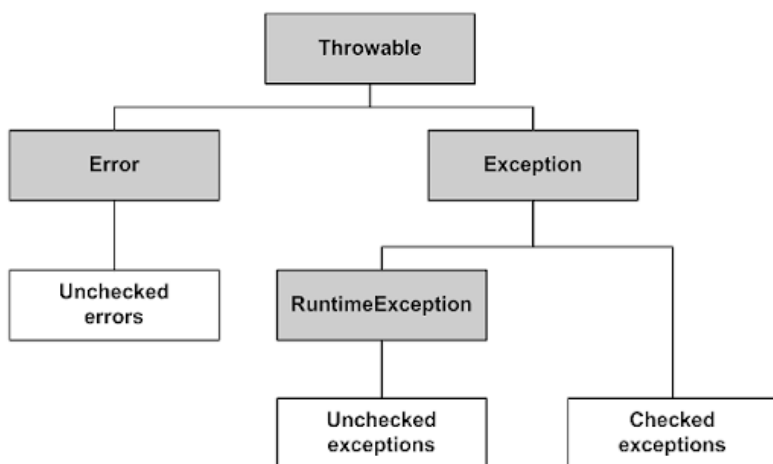 Throwable
Error
Exception
Unchecked
errors
RuntimeException
Unchecked
exceptions
Checked
exceptions